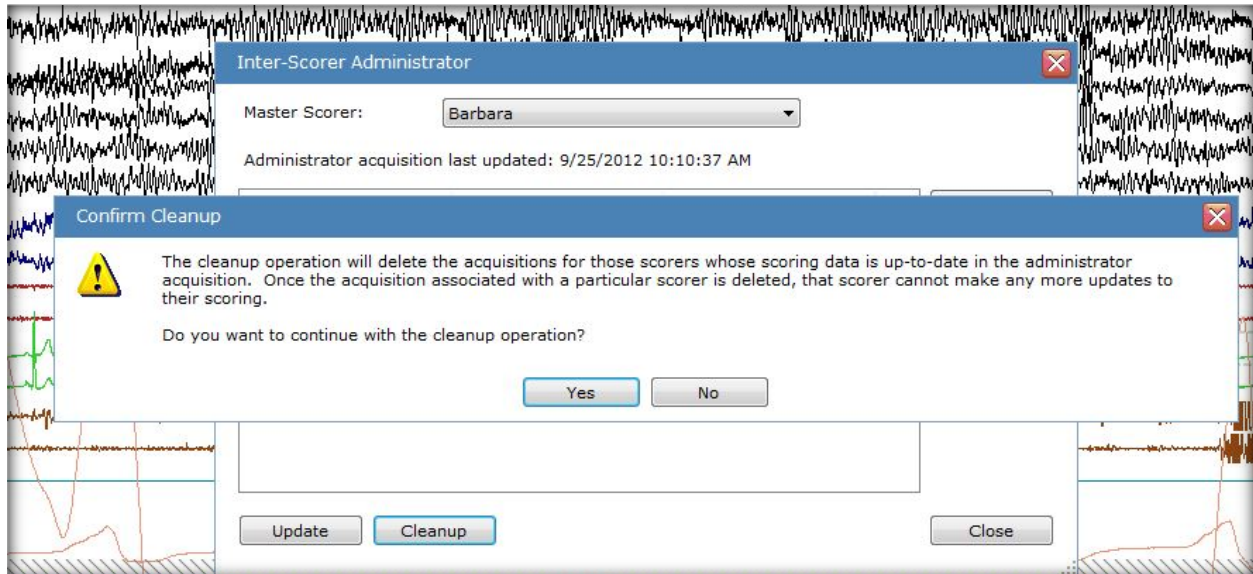 Inter-Scorer Administrator
Master Scorer: Barbara
Administrator acquisition last updated: 9/25/2012 10:10:37 AM
Confirm Cleanup
The cleanup operation will delete the acquisitions for those scorers whose scoring data is up-to-date in the administrator
acquisition. Once the acquisition associated with a particular scorer is deleted, that scorer cannot make any more updates to
their scoring.
Do you want to continue with the cleanup operation?
Yes No
Update Cleanup Close